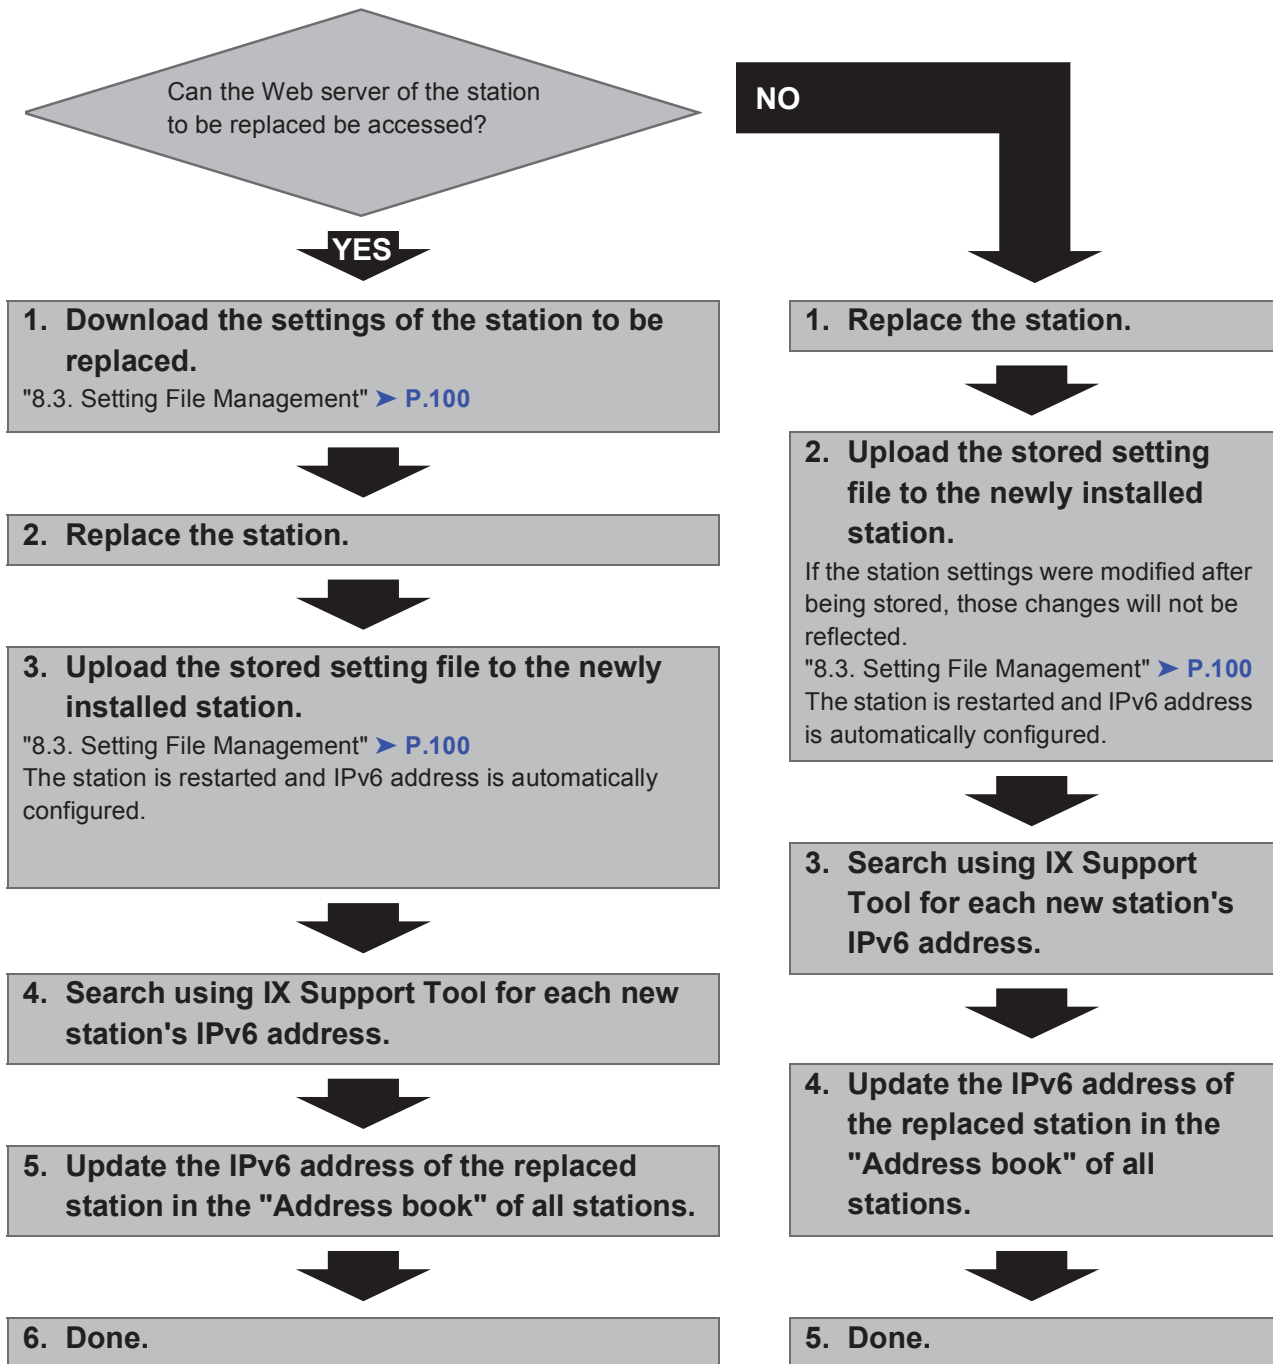 Can the Web server of the station
to be replaced be accessed?
NO
YES
1. Download the settings of the station to be
replaced.
"8.3. Setting File Management" ➤ P.100
2. Replace the station.
3. Upload the stored setting file to the newly
installed station.
"8.3. Setting File Management" ➤ P.100
The station is restarted and IPv6 address is automatically
configured.
4. Search using IX Support Tool for each new
station's IPv6 address.
5. Update the IPv6 address of the replaced
station in the "Address book" of all stations.
6. Done.
1. Replace the station.
2. Upload the stored setting
file to the newly installed
station.
If the station settings were modified after
being stored, those changes will not be
reflected.
"8.3. Setting File Management" ➤ P.100
The station is restarted and IPv6 address
is automatically configured.
3. Search using IX Support
Tool for each new station's
IPv6 address.
4. Update the IPv6 address of
the replaced station in the
"Address book" of all
stations.
5. Done.